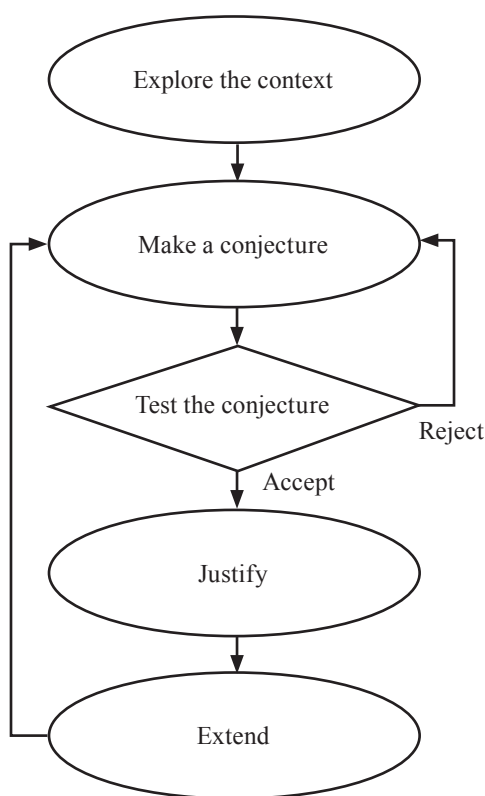 Explore the context
Make a conjecture
Test the conjecture
Reject
Accept
Justify
Extend